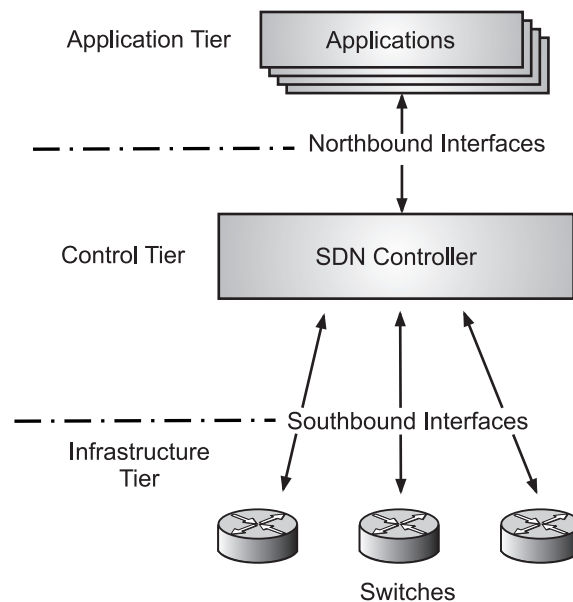 Application Tier
Applications
Northbound Interfaces
Control Tier
SDN Controller
Southbound Interfaces
Infrastructure
Tier
Switches